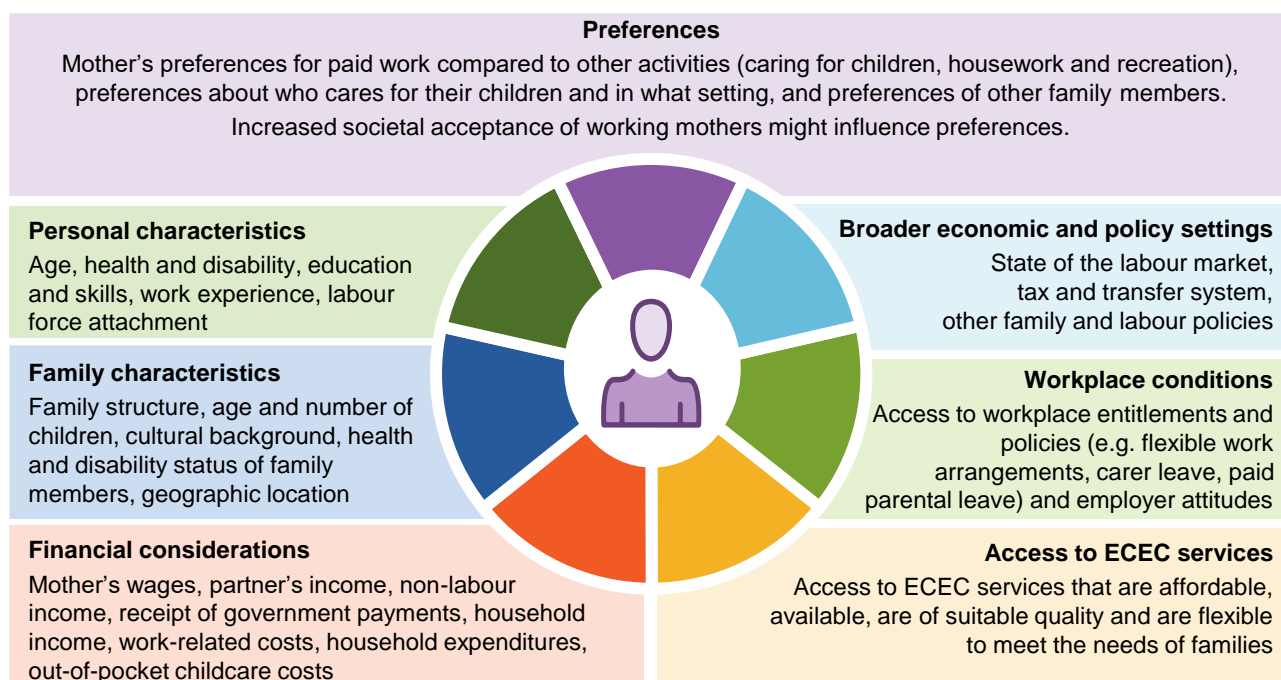 Preferences
Mother’s preferences for paid work compared to other activities (caring for children, housework and recreation),
preferences about who cares for their children and in what setting, and preferences of other family members.
Increased societal acceptance of working mothers might influence preferences.
Personal characteristics
Age, health and disability, education
and skills, work experience, labour
force attachment
Broader economic and policy settings
State of the labour market,
tax and transfer system,
other family and labour policies
Family characteristics
Family structure, age and number of
children, cultural background, health
and disability status of family
members, geographic location
Workplace conditions
Access to workplace entitlements and
policies (e.g. flexible work
arrangements, carer leave, paid
parental leave) and employer attitudes
Financial considerations
Mother’s wages, partner’s income, non-labour
income, receipt of government payments, household
income, work-related costs, household expenditures,
out-of-pocket childcare costs
Access to ECEC services
Access to ECEC services that are affordable,
available, are of suitable quality and are flexible
to meet the needs of families